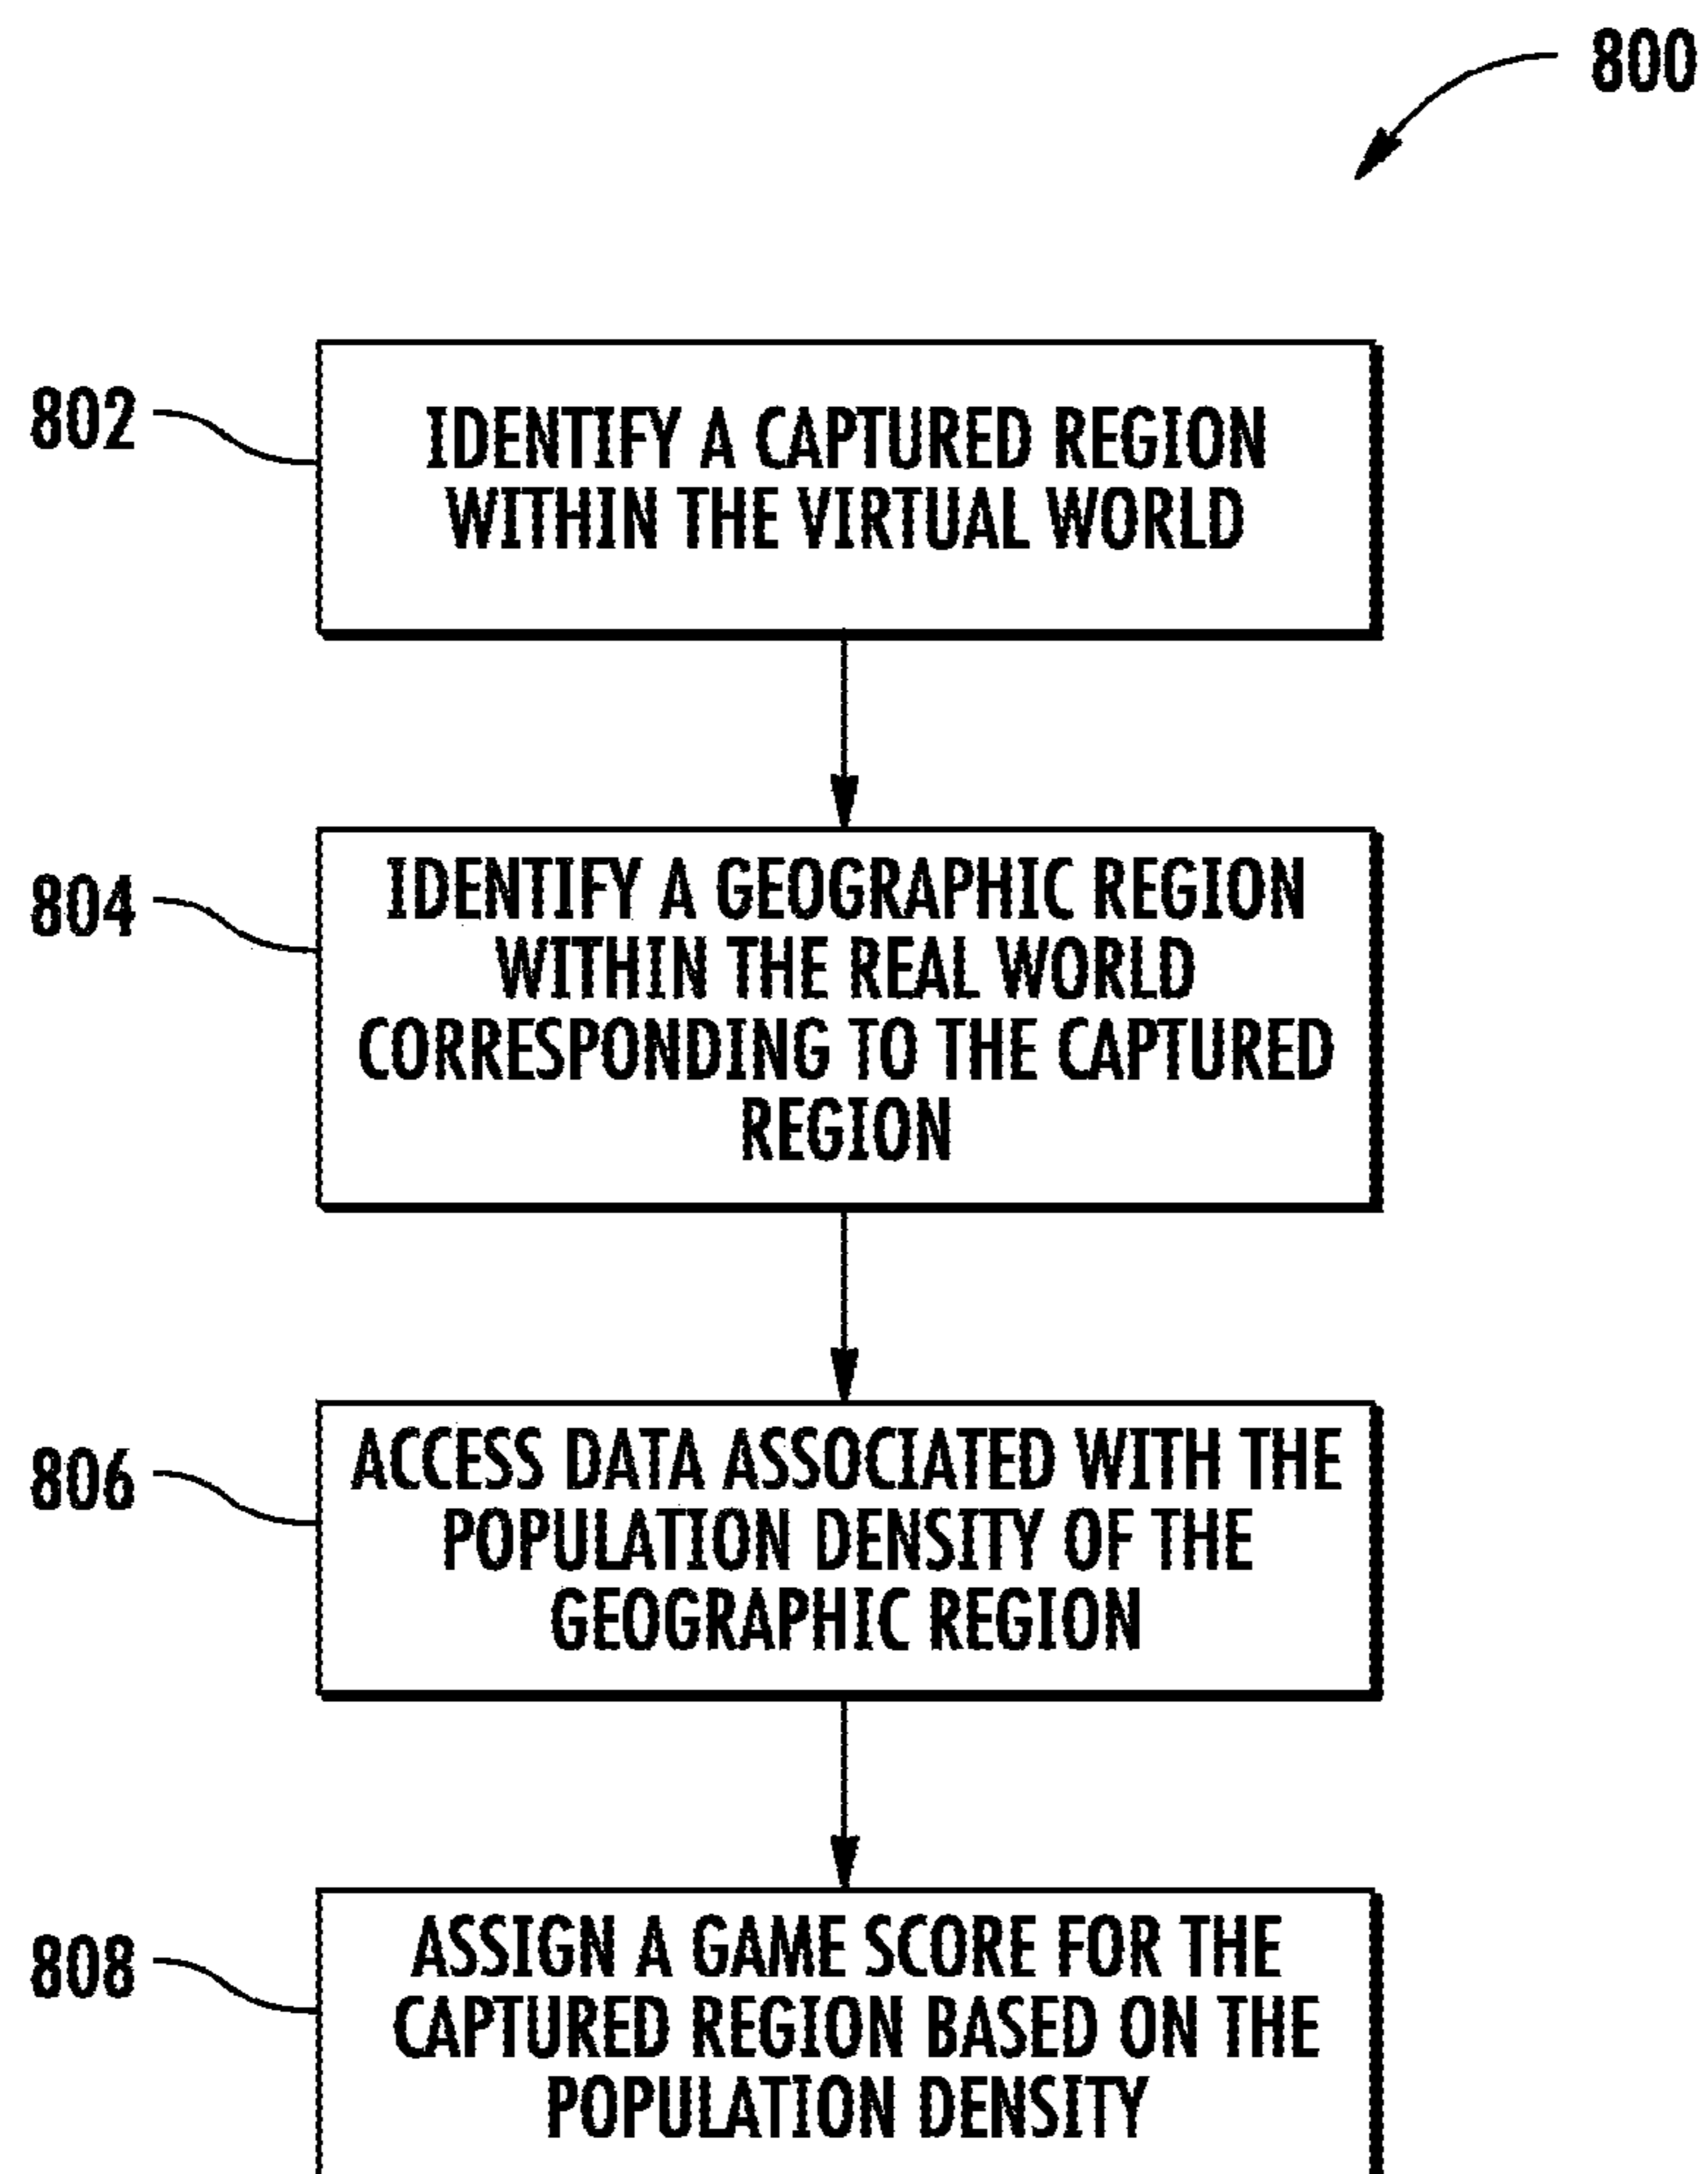 800
802
IDENTIFY A CAPTURED REGION
WITHIN THE VIRTUAL WORLD
804
IDENTIFY A GEOGRAPHIC REGION
WITHIN THE REAL WORLD
CORRESPONDING TO THE CAPTURED
REGION
806
ACCESS DATA ASSOCIATED WITH THE
POPULATION DENSITY OF THE
GEOGRAPHIC REGION
808
ASSIGN A GAME SCORE FOR THE
CAPTURED REGION BASED ON THE
POPULATION DENSITY